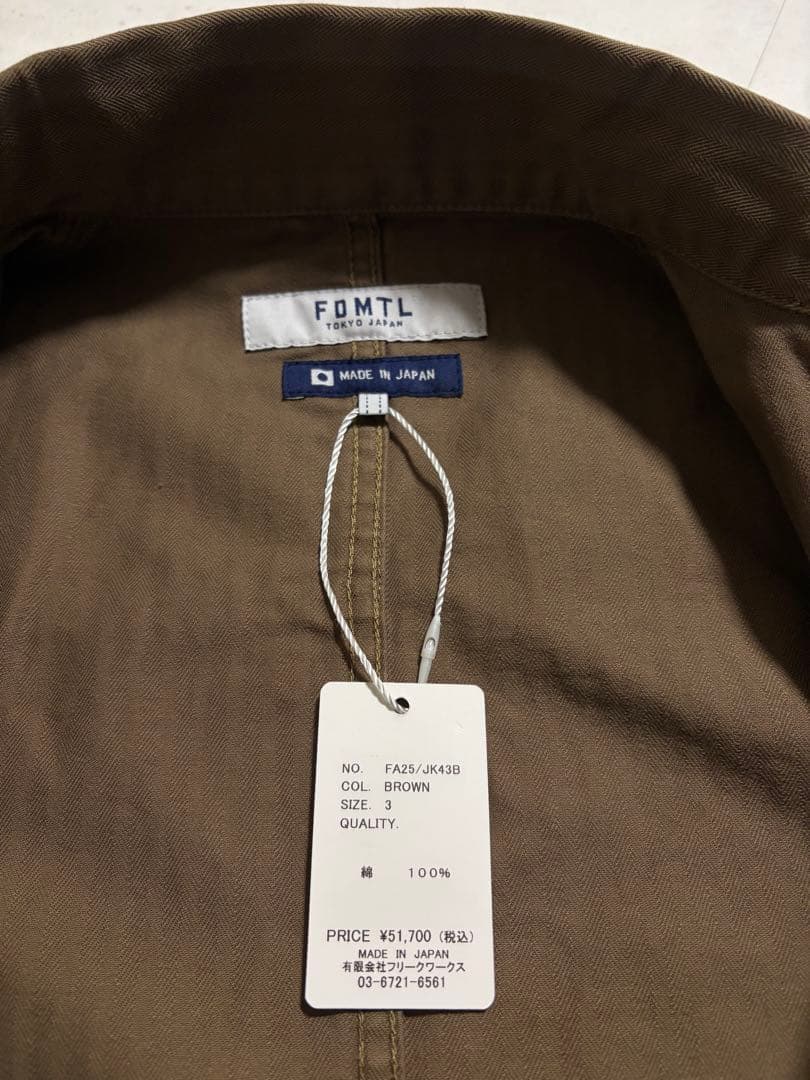 FDMTL
TOKYO JAPAN
MADE IN JAPAN
NO. FA25/JK43B
COL. BROWN
SIZE. 3
QUALITY.
綿 100%
PRICE ¥51,700 (税込)
MADE IN JAPAN
有限会社フリークワークス
03-6721-6561